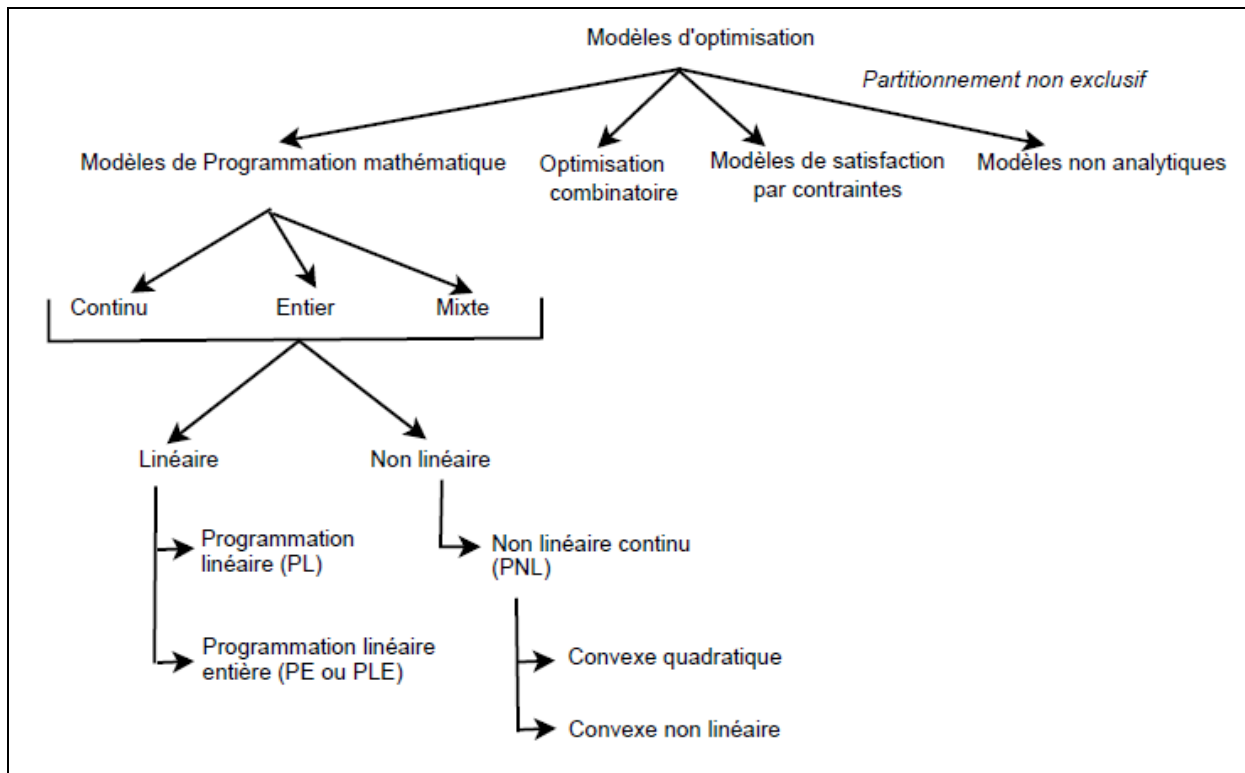 Modèles d'optimisation
Partitionnement non exclusif
Modèles de Programmation mathématique
Optimisation
combinatoire
Modèles de satisfaction
par contraintes
Modèles non analytiques
Continu
Entier
Mixte
Linéaire
Non linéaire
Programmation
linéaire (PL)
Non linéaire continu
(PNL)
Programmation linéaire
entière (PE ou PLE)
Convexe quadratique
Convexe non linéaire